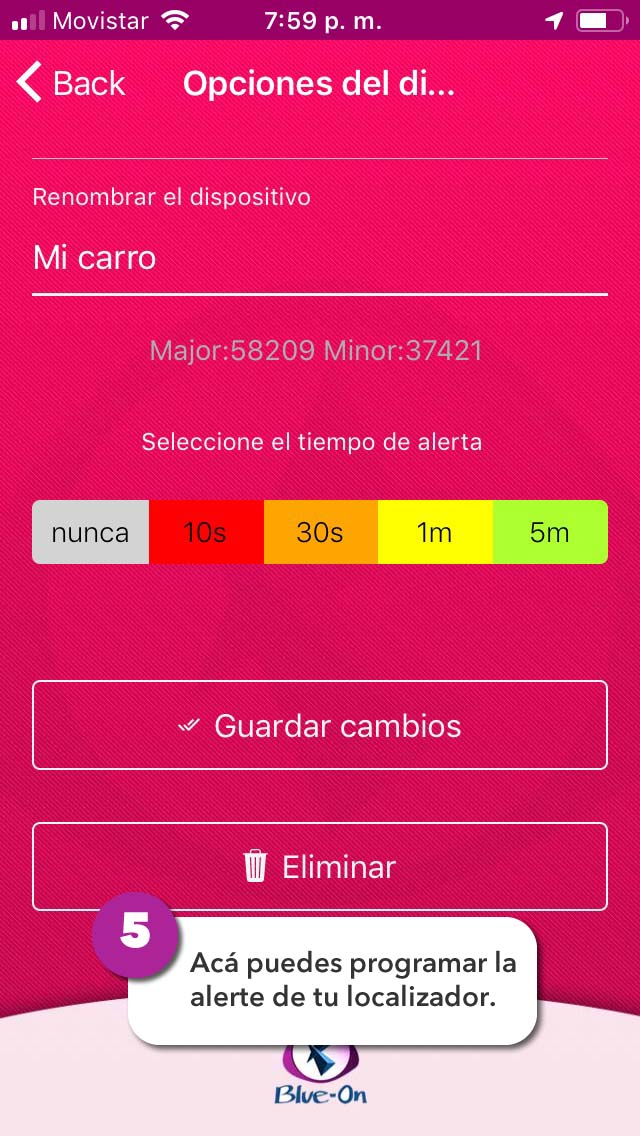 Movistar 7:59 p. m.
Back Opciones del di...
Renombrar el dispositivo
Mi carro
Major:58209 Minor:37421
Seleccione el tiempo de alerta
nunca 10s 30s 1m 5m
Guardar cambios
Eliminar
5
Acá puedes programar la
alerte de tu localizador.
Blue-On